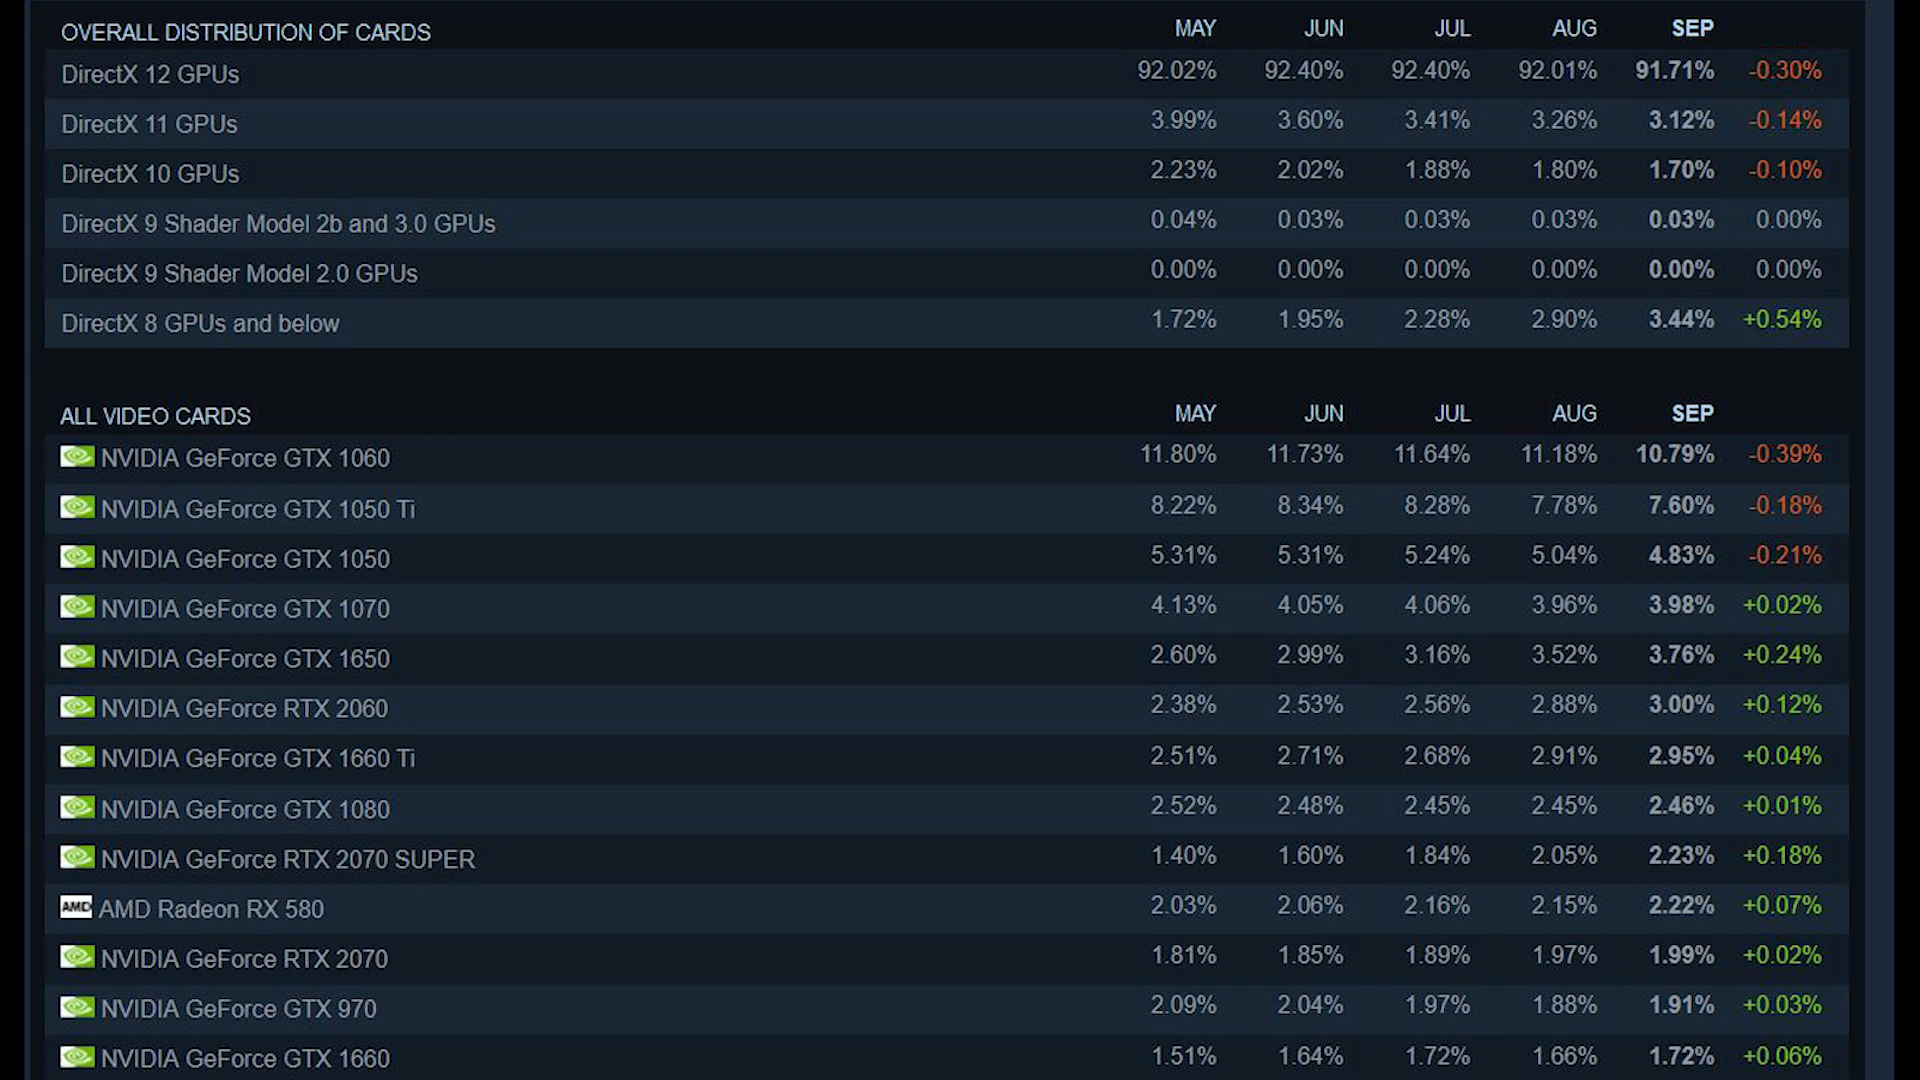 OVERALL DISTRIBUTION OF CARDS MAY JUN JUL AUG SEP
DirectX 12 GPUs 92.02% 92.40% 92.40% 92.01% 91.71% -0.30%
DirectX 11 GPUs 3.99% 3.60% 3.41% 3.26% 3.12% -0.14%
DirectX 10 GPUs 2.23% 2.02% 1.88% 1.80% 1.70% -0.10%
DirectX 9 Shader Model 2b and 3.0 GPUs 0.04% 0.03% 0.03% 0.03% 0.03% 0.00%
DirectX 9 Shader Model 2.0 GPUs 0.00% 0.00% 0.00% 0.00% 0.00% 0.00%
DirectX 8 GPUs and below 1.72% 1.95% 2.28% 2.90% 3.44% +0.54%
ALL VIDEO CARDS MAY JUN JUL AUG SEP
NVIDIA GeForce GTX 1060 11.80% 11.73% 11.64% 11.18% 10.79% -0.39%
NVIDIA GeForce GTX 1050 Ti 8.22% 8.34% 8.28% 7.78% 7.60% -0.18%
NVIDIA GeForce GTX 1050 5.31% 5.31% 5.24% 5.04% 4.83% -0.21%
NVIDIA GeForce GTX 1070 4.13% 4.05% 4.06% 3.96% 3.98% +0.02%
NVIDIA GeForce GTX 1650 2.60% 2.99% 3.16% 3.52% 3.76% +0.24%
NVIDIA GeForce RTX 2060 2.38% 2.53% 2.56% 2.88% 3.00% +0.12%
NVIDIA GeForce GTX 1660 Ti 2.51% 2.71% 2.68% 2.91% 2.95% +0.04%
NVIDIA GeForce GTX 1080 2.52% 2.48% 2.45% 2.45% 2.46% +0.01%
NVIDIA GeForce RTX 2070 SUPER 1.40% 1.60% 1.84% 2.05% 2.23% +0.18%
AMD AMD Radeon RX 580 2.03% 2.06% 2.16% 2.15% 2.22% +0.07%
NVIDIA GeForce RTX 2070 1.81% 1.85% 1.89% 1.97% 1.99% +0.02%
NVIDIA GeForce GTX 970 2.09% 2.04% 1.97% 1.88% 1.91% +0.03%
NVIDIA GeForce GTX 1660 1.51% 1.64% 1.72% 1.66% 1.72% +0.06%